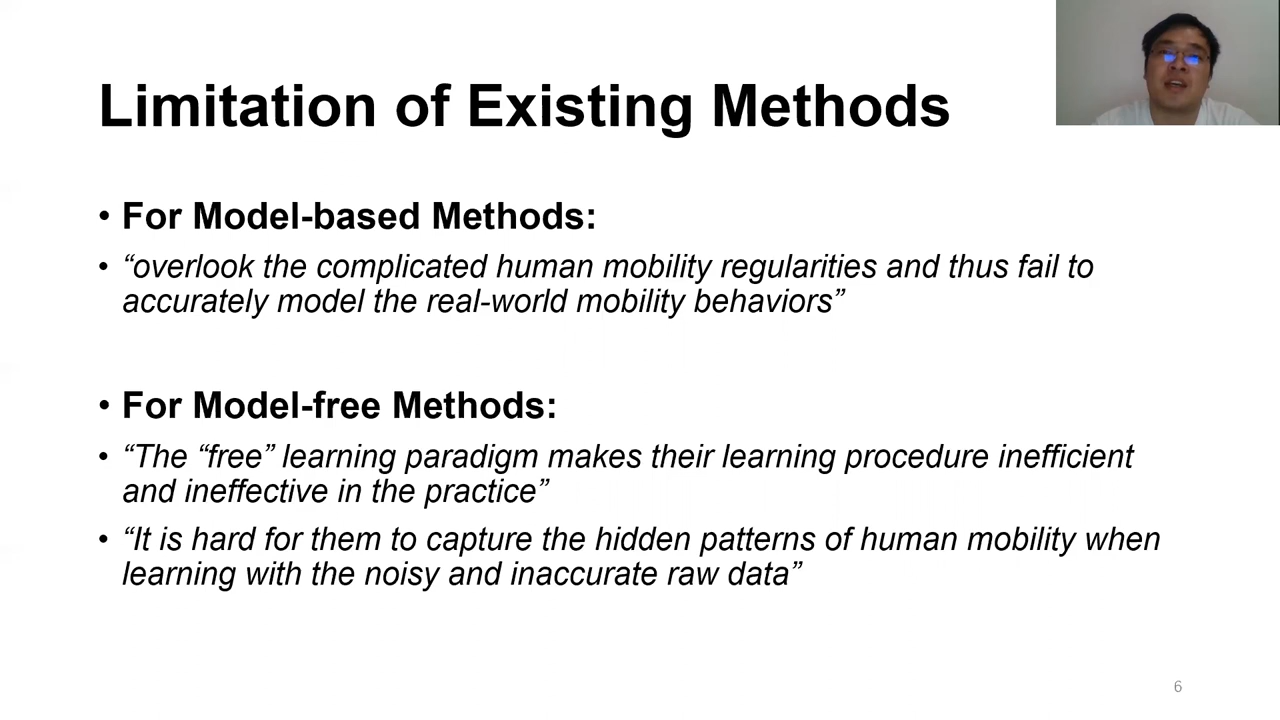 Limitation of Existing Methods
• For Model-based Methods:
• “overlook the complicated human mobility regularities and thus fail to
accurately model the real-world mobility behaviors”
• For Model-free Methods:
• “The “free” learning paradigm makes their learning procedure inefficient
and ineffective in the practice”
• “It is hard for them to capture the hidden patterns of human mobility when
learning with the noisy and inaccurate raw data”
6